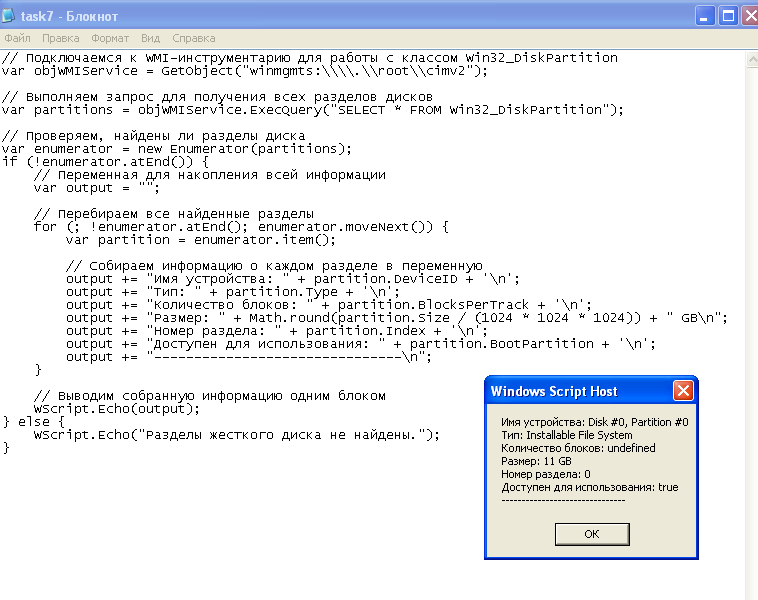 task7 - Блокнот
Файл Правка Формат Вид Справка
// Подключаемся к WMI-инструментарию для работы с классом Win32_DiskPartition
var objWMIService = GetObject("winmgmts:\\\\.\\root\\cimv2");
// Выполняем запрос для получения всех разделов дисков
var partitions = objWMIService.ExecQuery("SELECT * FROM Win32_DiskPartition");
// Проверяем, найдены ли разделы диска
var enumerator = new Enumerator(partitions);
if (!enumerator.atEnd()) {
// Переменная для накопления всей информации
var output = "";
// Перебираем все найденные разделы
for (; !enumerator.atEnd(); enumerator.moveNext()) {
var partition = enumerator.item();
// Собираем информацию о каждом разделе в переменную
output += "Имя устройства: " + partition.DeviceID + '\n';
output += "Тип: " + partition.Type + '\n';
output += "Количество блоков: " + partition.BlocksPerTrack + '\n';
output += "Размер: " + Math.round(partition.Size / (1024 * 1024 * 1024)) + " GB\n";
output += "Номер раздела: " + partition.Index + '\n';
output += "Доступен для использования: " + partition.BootPartition + '\n';
output += "-------------------------------\n";
}
// Выводим собранную информацию одним блоком
WScript.Echo(output);
} else {
WScript.Echo("Разделы жесткого диска не найдены.");
}
Windows Script Host
Имя устройства: Disk #0, Partition #0
Тип: Installable File System
Количество блоков: undefined
Размер: 11 GB
Номер раздела: 0
Доступен для использования: true
-------------------------------
OK